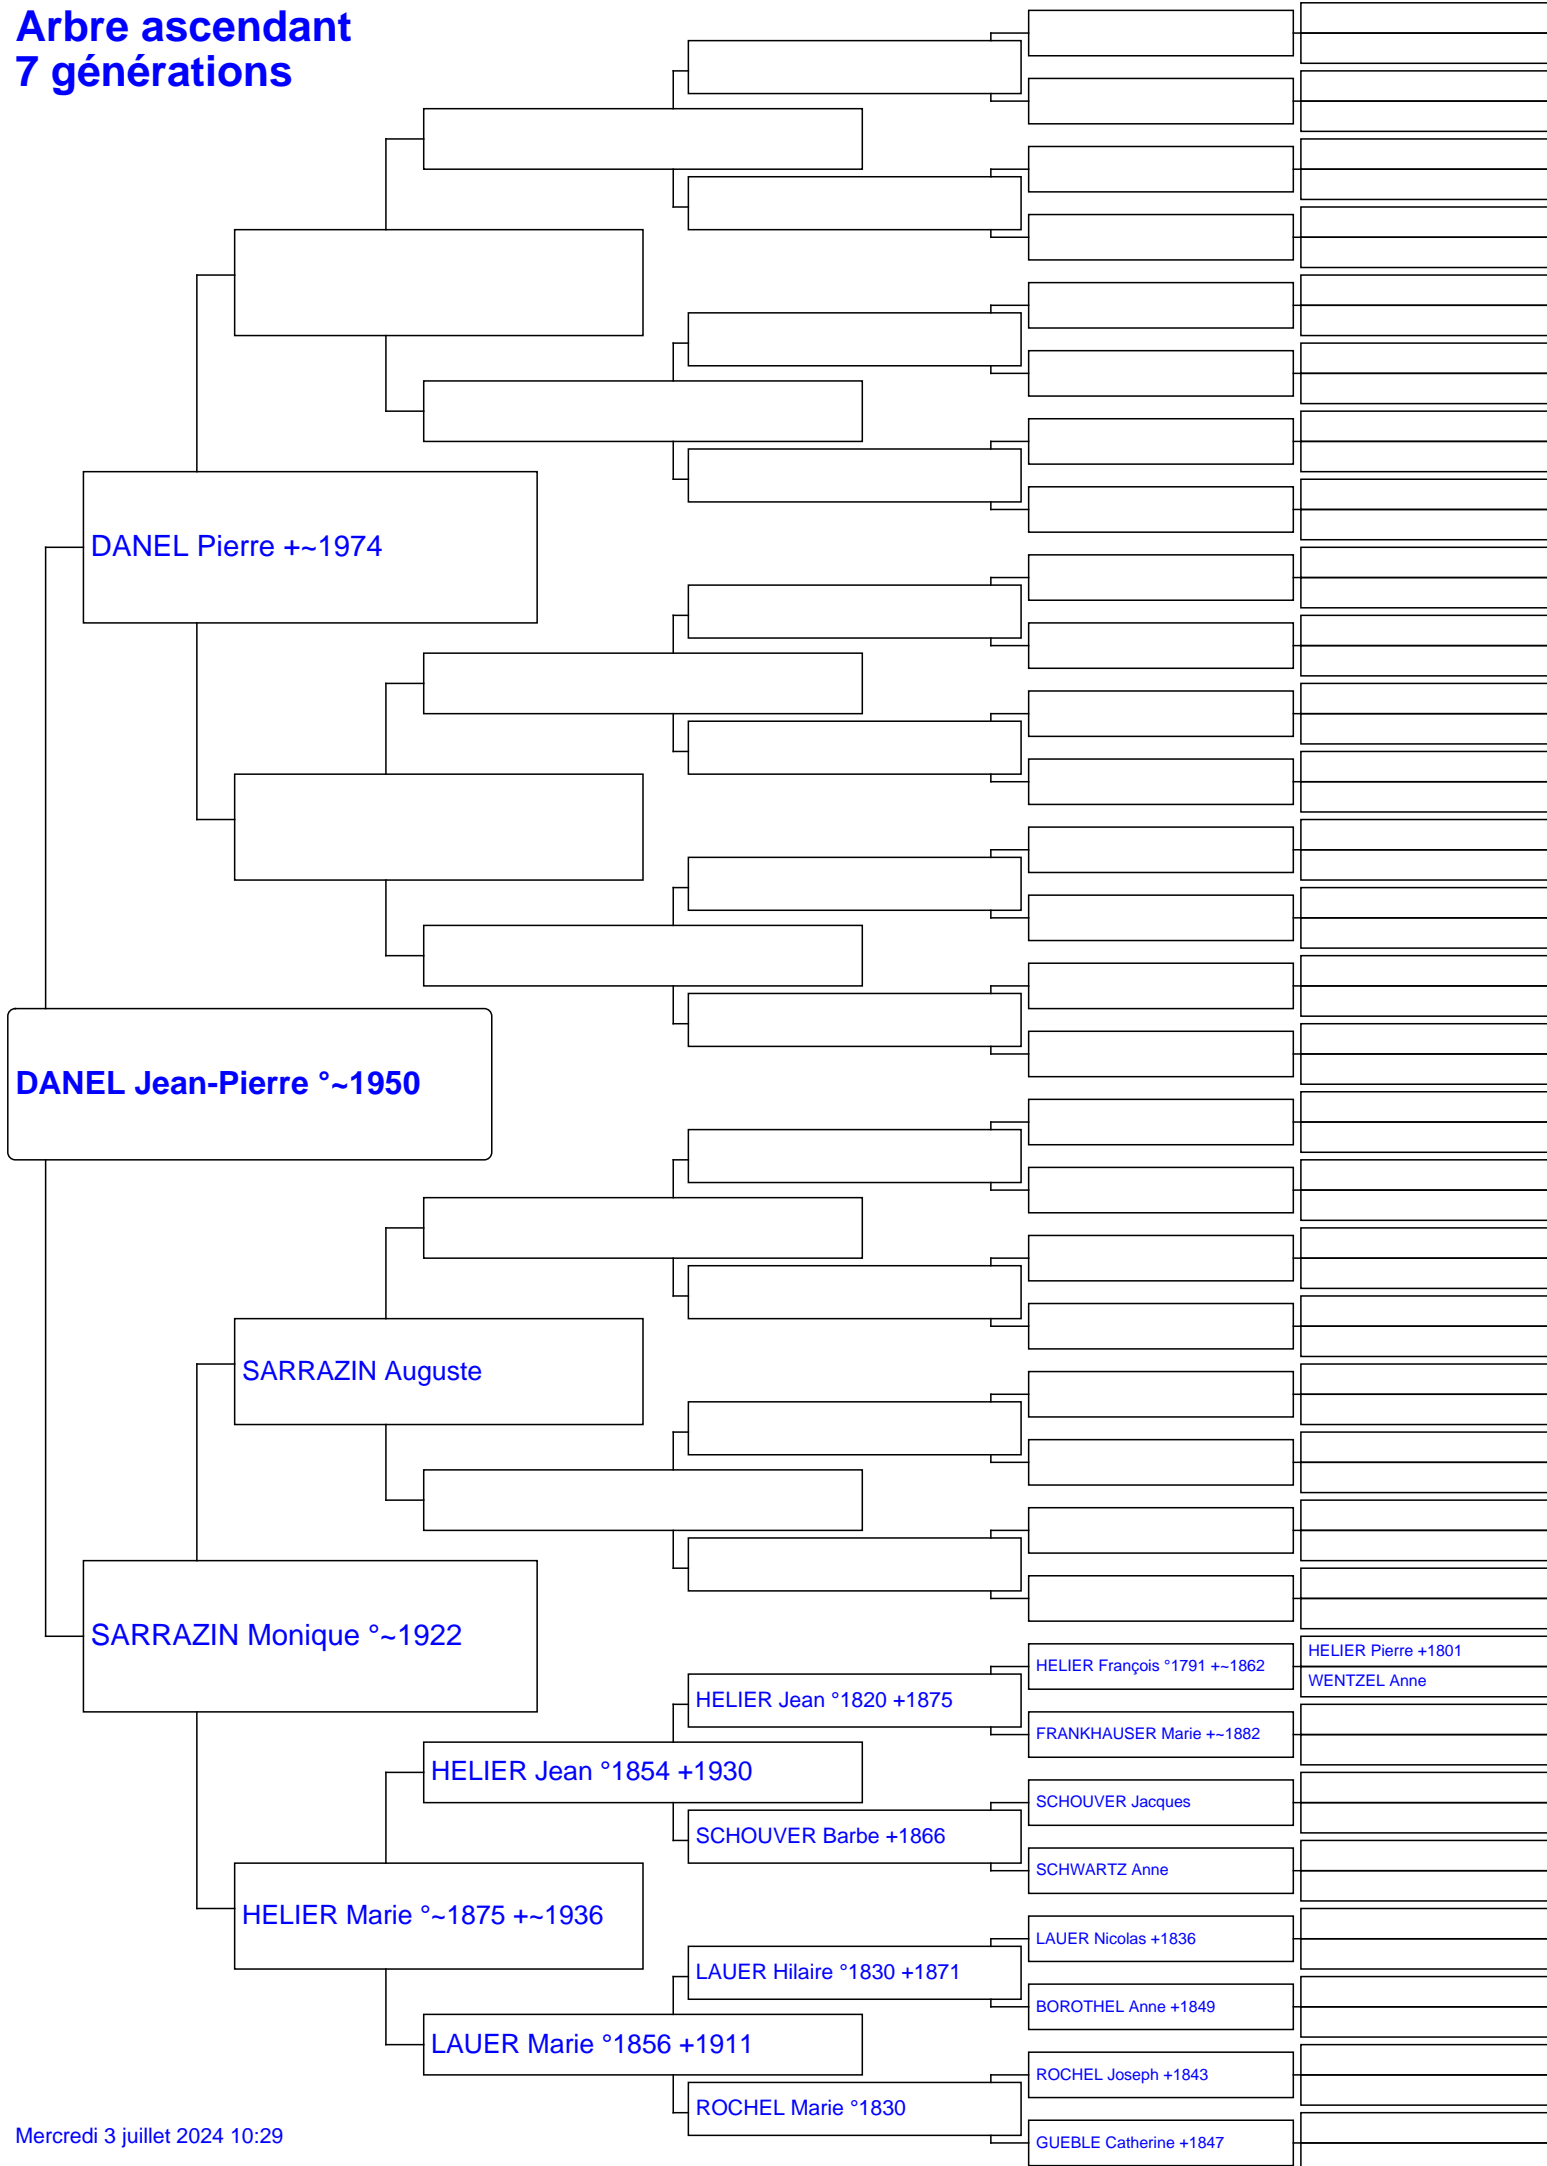 Arbre ascendant
7 générations
DANEL Pierre +~1974
DANEL Jean-Pierre °~1950
SARRAZIN Auguste
SARRAZIN Monique °~1922
HELIER Pierre +1801
HELIER François °1791 +~1862
WENTZEL Anne
HELIER Jean °1820 +1875
FRANKHAUSER Marie +~1882
HELIER Jean °1854 +1930
SCHOUVER Jacques
SCHOUVER Barbe +1866
SCHWARTZ Anne
HELIER Marie °~1875 +~1936
LAUER Nicolas +1836
LAUER Hilaire °1830 +1871
BOROTHEL Anne +1849
LAUER Marie °1856 +1911
ROCHEL Joseph +1843
ROCHEL Marie °1830
GUEBLE Catherine +1847
Mercredi 3 juillet 2024 10:29